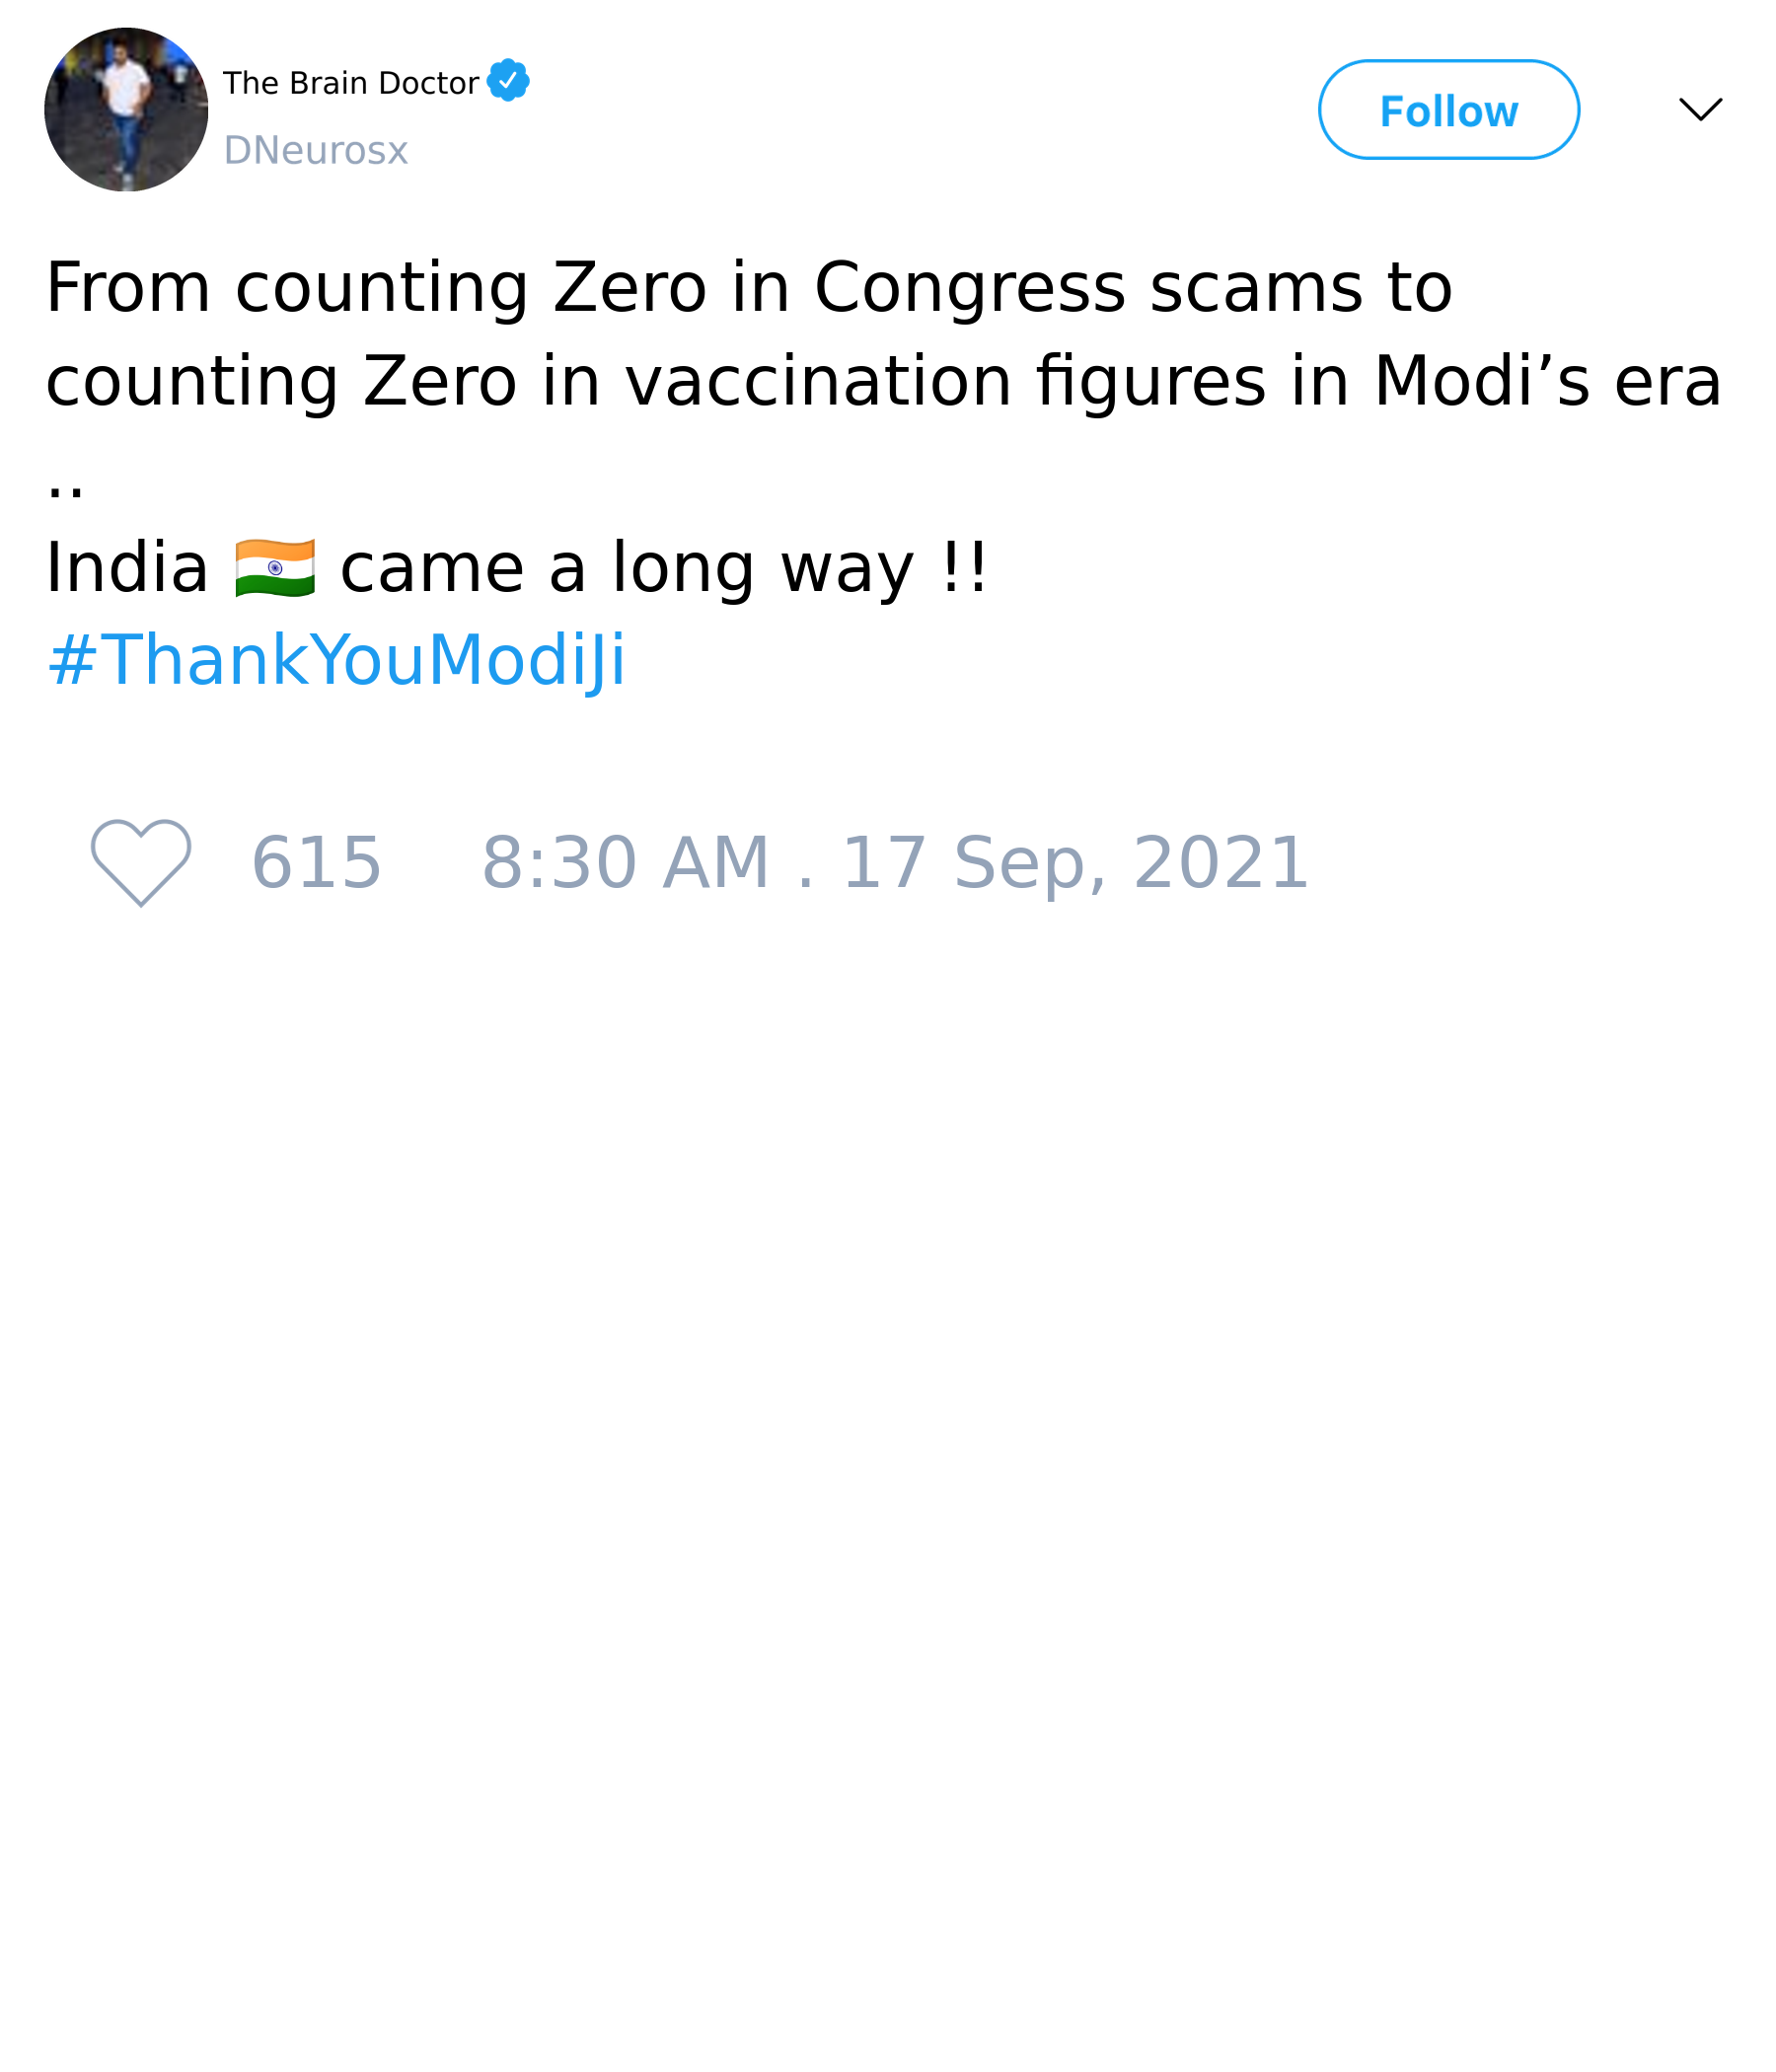 The Brain Doctor
DNeurosx
Follow
From counting Zero in Congress scams to
counting Zero in vaccination figures in Modi’s era
..
India 🇮🇳 came a long way !!
#ThankYouModiJi
615 8:30 AM . 17 Sep, 2021